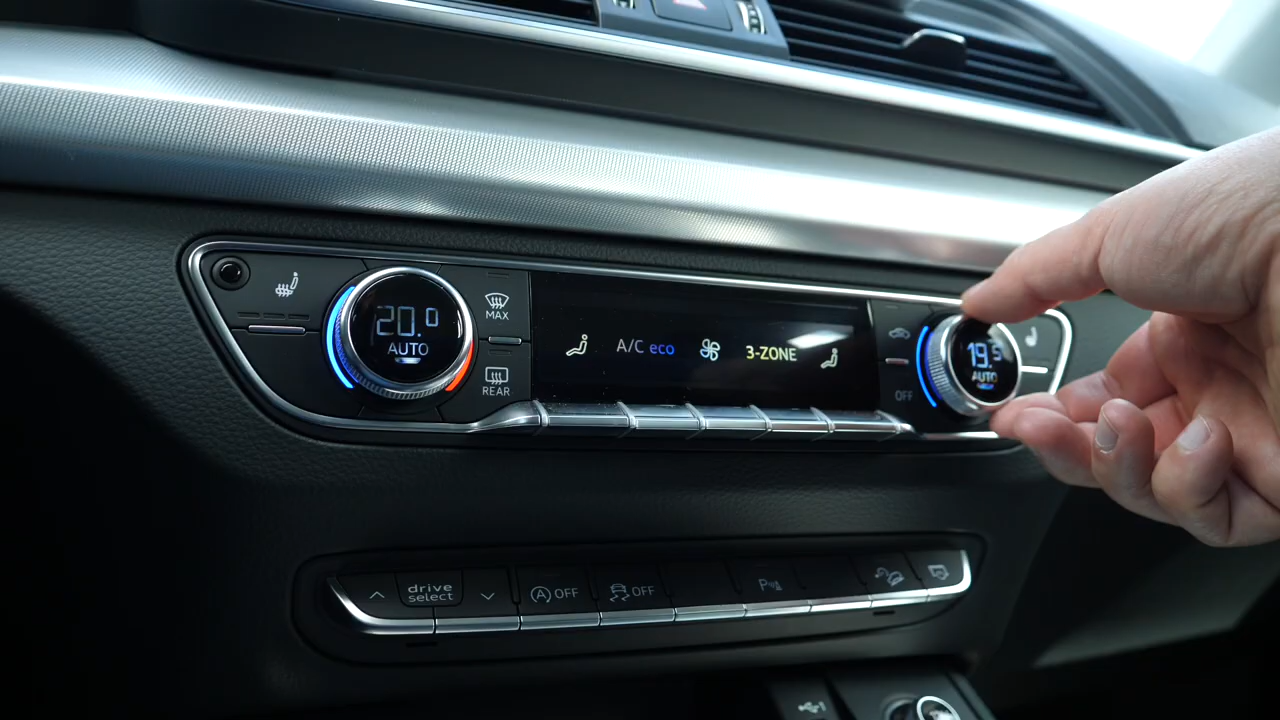 20.0
AUTO
MAX
REAR
A/C eco
3-ZONE
OFF
19.5
AUTO
drive
select
A OFF
OFF
P